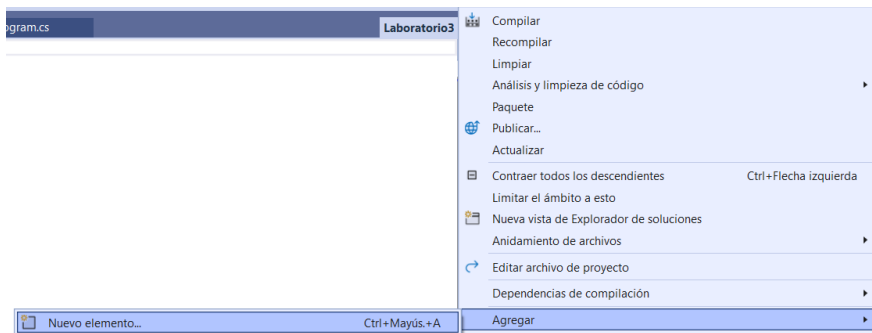 ogram.cs
Laboratorio3
Compilar
Recompilar
Limpiar
Análisis y limpieza de código
Paquete
Publicar...
Actualizar
Contraer todos los descendientes Ctrl+Flecha izquierda
Limitar el ámbito a esto
Nueva vista de Explorador de soluciones
Anidamiento de archivos
Editar archivo de proyecto
Dependencias de compilación
Nuevo elemento... Ctrl+Mayús.+A
Agregar